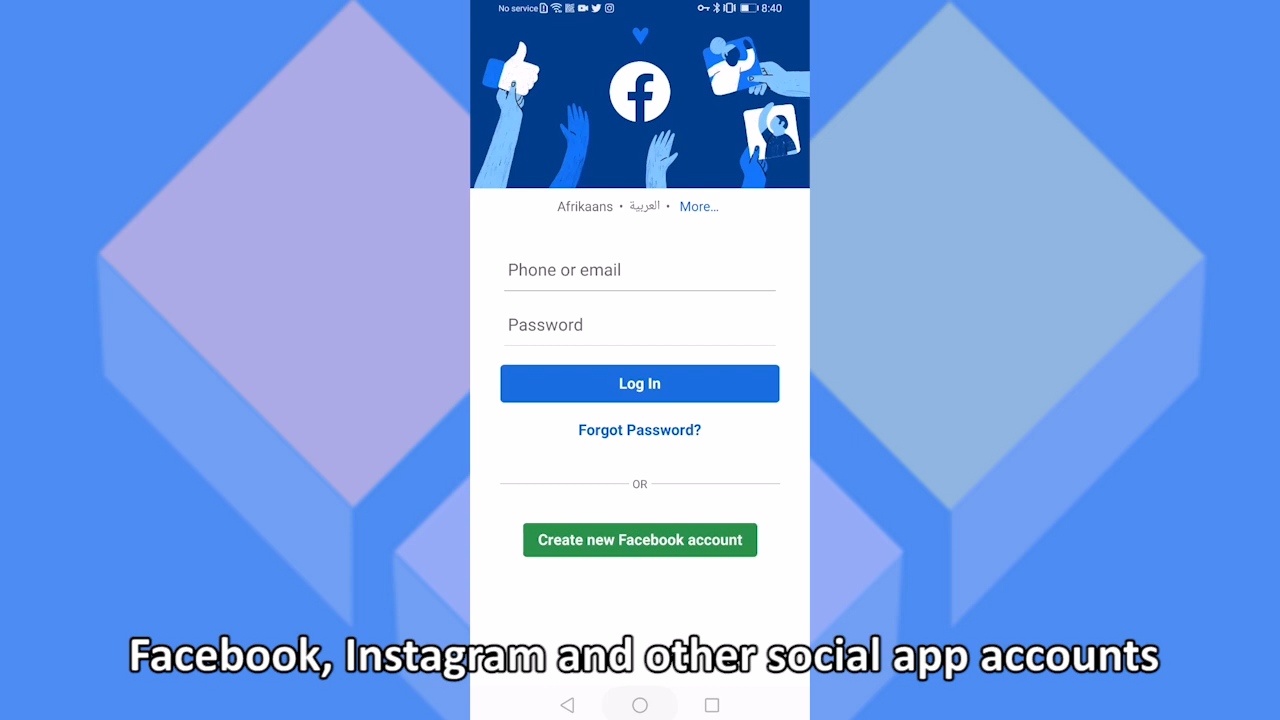 No service 8:40
Afrikaans • العربية • More...
Phone or email
Password
Log In
Forgot Password?
OR
Create new Facebook account
Facebook, Instagram and other social app accounts